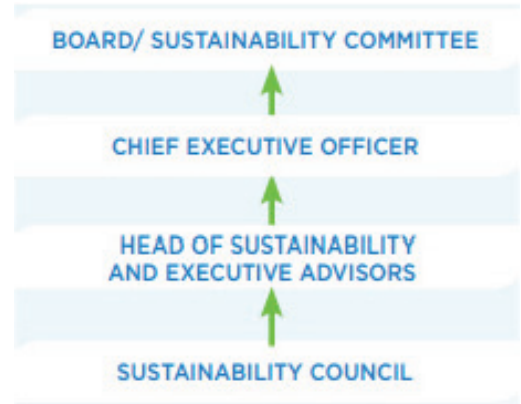 BOARD/ SUSTAINABILITY COMMITTEE
CHIEF EXECUTIVE OFFICER
HEAD OF SUSTAINABILITY
AND EXECUTIVE ADVISORS
SUSTAINABILITY COUNCIL